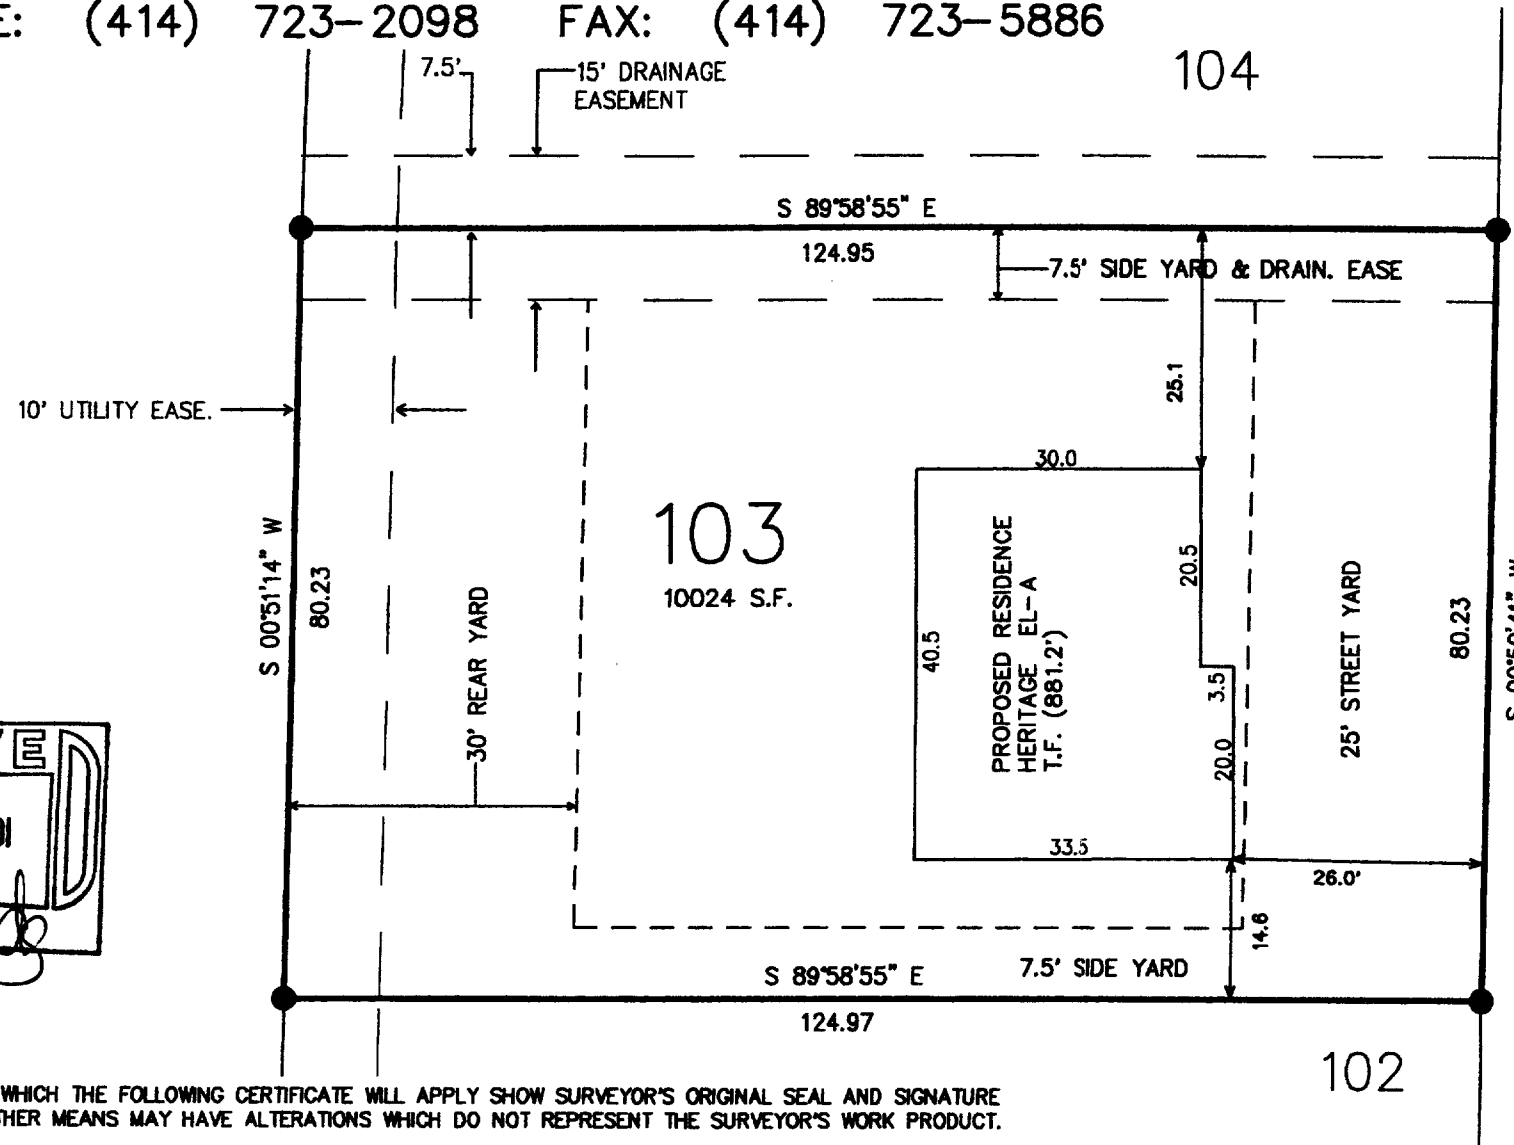 E: (414) 723-2098 FAX: (414) 723-5886
7.5'
15' DRAINAGE
EASEMENT
104
S 89°58'55" E
124.95
7.5' SIDE YARD & DRAIN. EASE
25.1
10' UTILITY EASE.
30.0
103
10024 S.F.
S 00°51'14" W
80.23
30' REAR YARD
40.5
PROPOSED RESIDENCE
HERITAGE EL-A
T.F. (881.2')
20.5
3.5
20.0
25' STREET YARD
80.23
33.5
26.0'
14.6
7.5' SIDE YARD
S 89°58'55" E
124.97
102
WHICH THE FOLLOWING CERTIFICATE WILL APPLY SHOW SURVEYOR'S ORIGINAL SEAL AND SIGNATURE
THER MEANS MAY HAVE ALTERATIONS WHICH DO NOT REPRESENT THE SURVEYOR'S WORK PRODUCT.